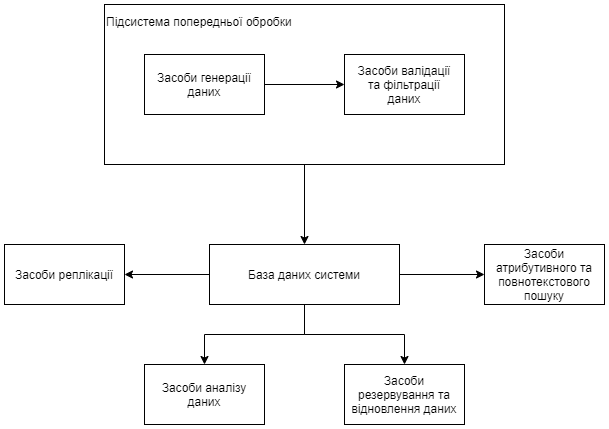 Підсистема попередньої обробки
Засоби генерації
даних
Засоби валідації
та фільтрації
даних
Засоби реплікації
База даних системи
Засоби
атрибутивного та
повнотекстового
пошуку
Засоби аналізу
даних
Засоби
резервування та
відновлення даних